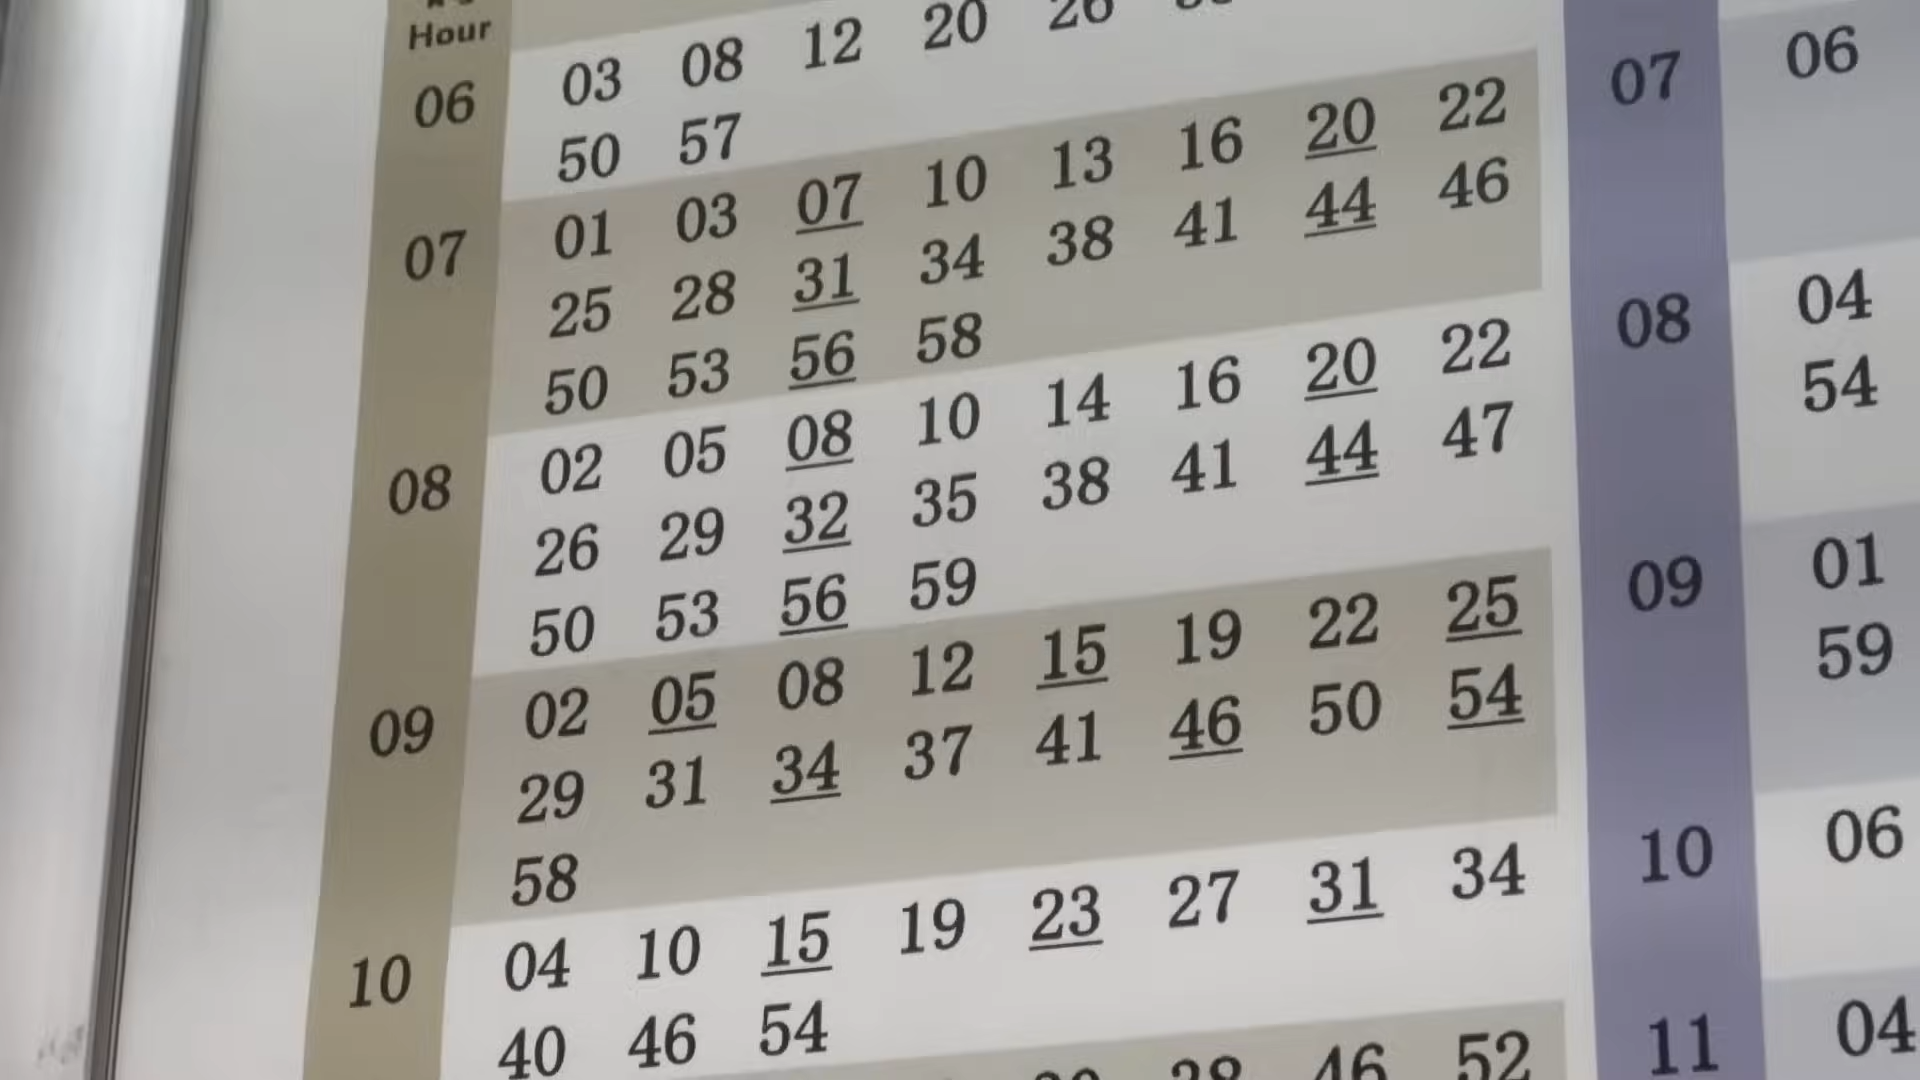 Hour
06 03 08 12 20 26
50 57
07 01 03 07 10 13 16 20 22
25 28 31 34 38 41 44 46
50 53 56 58
08 02 05 08 10 14 16 20 22
26 29 32 35 38 41 44 47
50 53 56 59
09 02 05 08 12 15 19 22 25
29 31 34 37 41 46 50 54
58
10 04 10 15 19 23 27 31 34
40 46 54
46 52
07 06
08 04
54
09 01
59
10 06
11 04